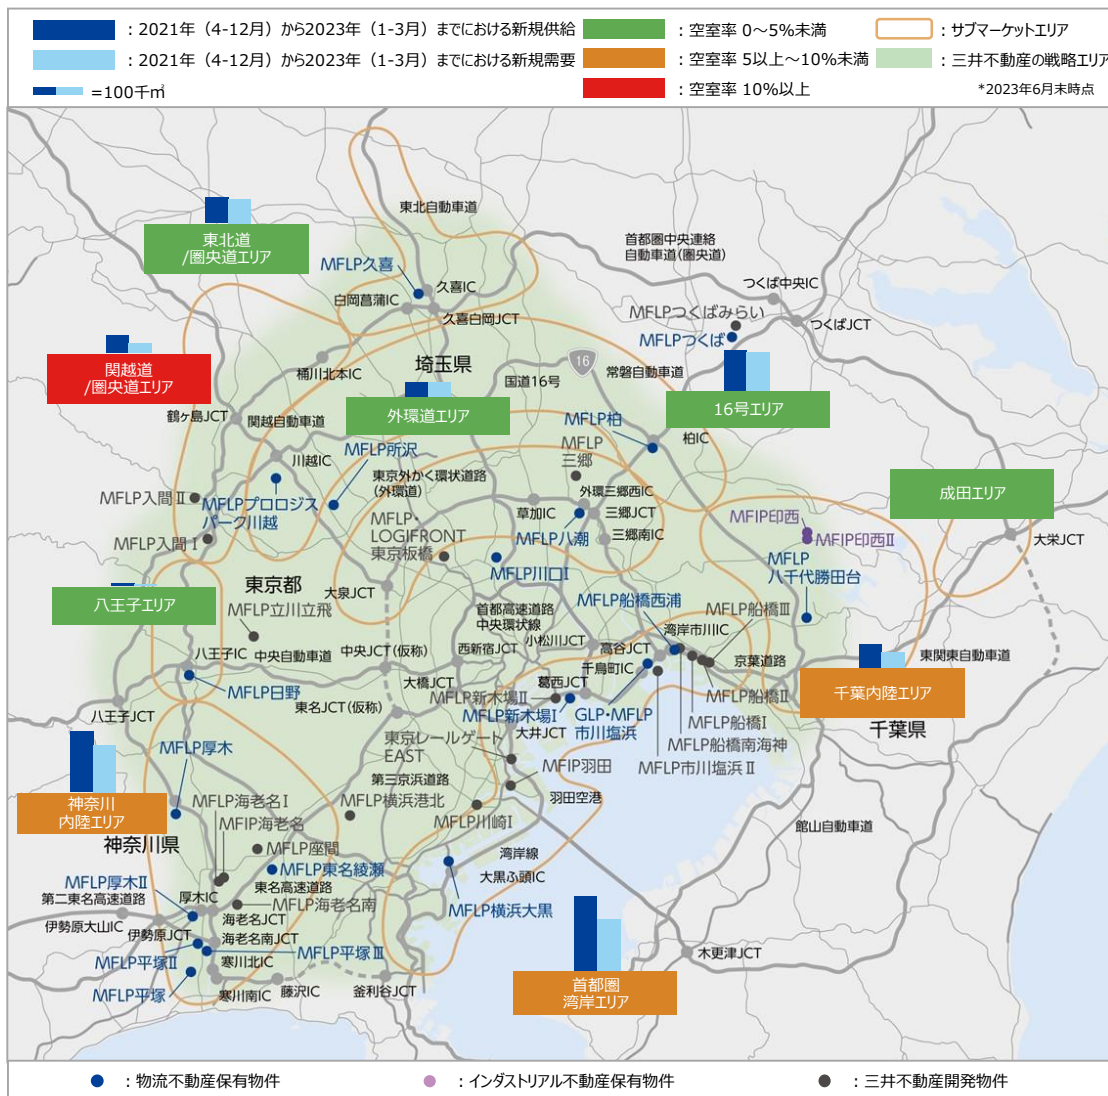 ：2021年（4-12月）から2023年（1-3月）までにおける新規供給
：2021年（4-12月）から2023年（1-3月）までにおける新規需要
=100千㎡
：空室率 0～5%未満
：空室率 5以上～10%未満
：空室率 10%以上
：サブマーケットエリア
：三井不動産の戦略エリア
*2023年6月末時点
東北自動車道
東北道
/圏央道エリア
首都圏中央連絡
自動車道(圏央道)
MFLP久喜
久喜IC
白岡菖蒲IC
久喜白岡JCT
つくば中央IC
MFLPつくばみらい
つくばJCT
MFLPつくば
関越道
/圏央道エリア
埼玉県
16
桶川北本IC
国道16号
常磐自動車道
外環道エリア
16号エリア
鶴ヶ島JCT
関越自動車道
MFLP柏
柏IC
川越IC
MFLP所沢
MFLP
三郷
東京外かく環状道路
(外環道)
MFLP入間Ⅱ
MFLPプロロジス
パーク川越
外環三郷西IC
成田エリア
草加IC
三郷JCT
MFLP・
LOGIFRONT
東京板橋
MFLP八潮
三郷南IC
MFIP印西
MFIP印西Ⅱ
大栄JCT
MFLP入間Ⅰ
MFLP川口Ⅰ
MFLP
八千代勝田台
東京都
大泉JCT
八王子エリア
MFLP立川立飛
首都高速道路
中央環状線
MFLP船橋西浦
MFLP船橋Ⅲ
小松川JCT
湾岸市川IC
八王子IC
中央自動車道
中央JCT(仮称)
西新宿JCT
高谷JCT
京葉道路
東関東自動車道
千鳥町IC
大橋JCT
葛西JCT
MFLP日野
東名JCT(仮称)
MFLP新木場Ⅱ
MFLP船橋Ⅱ
千葉内陸エリア
八王子JCT
MFLP新木場Ⅰ
GLP・MFLP
市川塩浜
MFLP船橋Ⅰ
千葉県
大井JCT
MFLP厚木
東京レールゲート
EAST
MFLP船橋南海神
MFLP市川塩浜Ⅱ
MFIP羽田
第三京浜道路
羽田空港
神奈川
内陸エリア
MFLP海老名Ⅰ
MFLP横浜港北
MFIP海老名
MFLP川崎Ⅰ
館山自動車道
神奈川県
MFLP座間
湾岸線
大黒ふ頭IC
MFLP東名綾瀬
MFLP厚木Ⅱ
東名高速道路
第二東名高速道路
厚木IC
MFLP海老名南
MFLP横浜大黒
伊勢原大山IC
海老名JCT
伊勢原JCT
海老名南JCT
MFLP平塚Ⅲ
木更津JCT
MFLP平塚Ⅱ
寒川北IC
MFLP平塚
寒川南IC
藤沢IC
釜利谷JCT
首都圏
湾岸エリア
：物流不動産保有物件
：インダストリアル不動産保有物件
：三井不動産開発物件